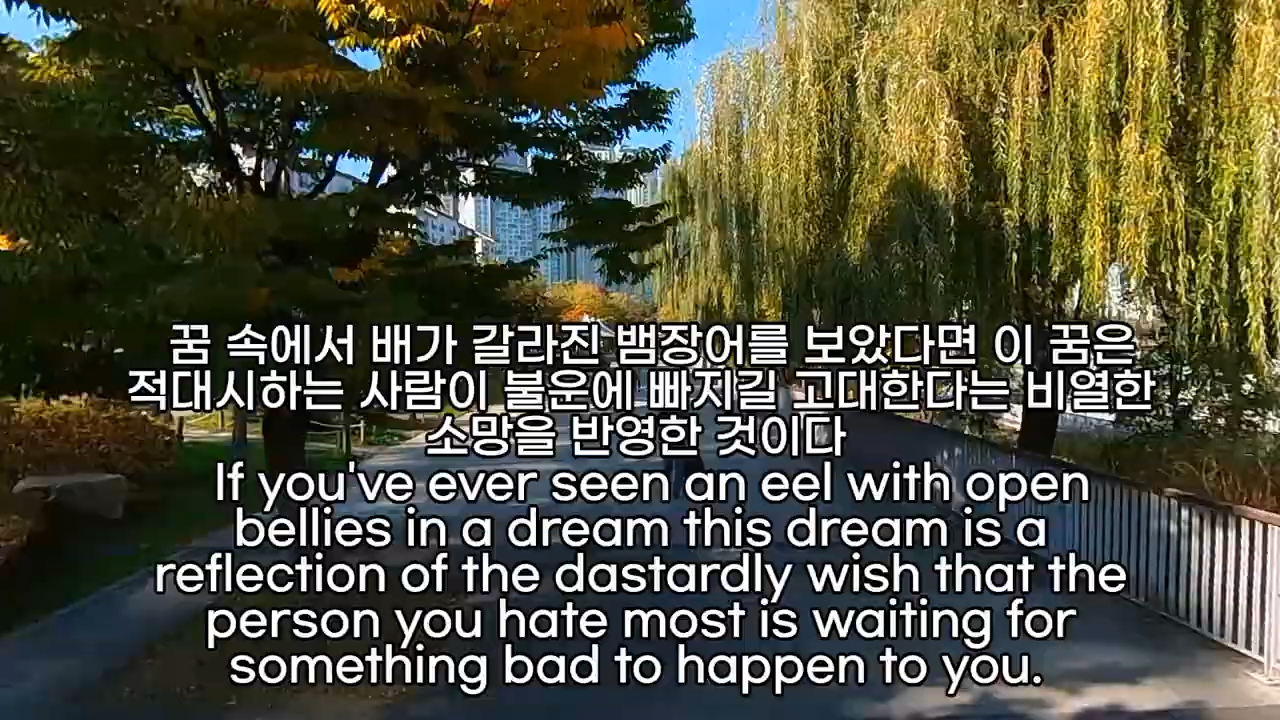 꿈 속에서 배가 갈라진 뱀장어를 보았다면 이 꿈은
적대시하는 사람이 불운에 빠지길 고대한다는 비열한
소망을 반영한 것이다
If you've ever seen an eel with open
bellies in a dream this dream is a
reflection of the dastardly wish that the
person you hate most is waiting for
something bad to happen to you.